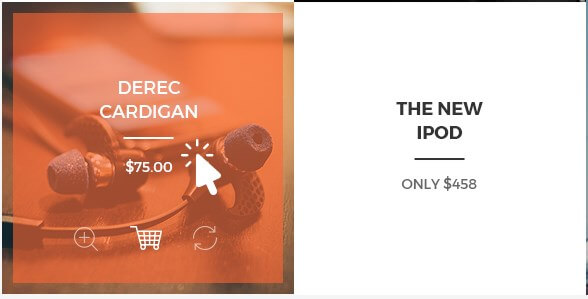 DEREC
CARDIGAN
$75.00
THE NEW
IPOD
ONLY $458